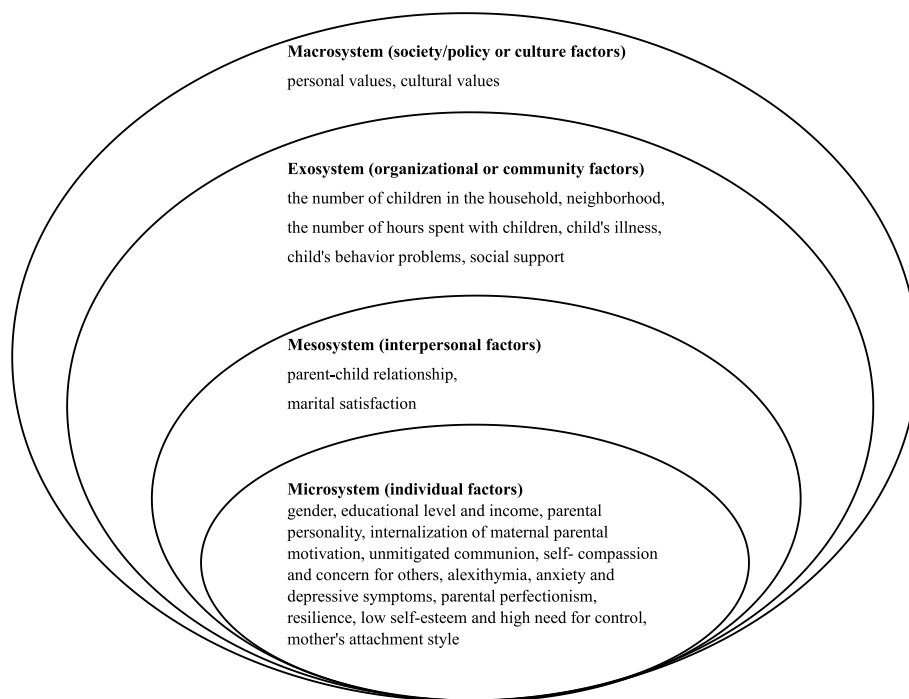 Macrosystem (society/policy or culture factors)
personal values, cultural values
Exosystem (organizational or community factors)
the number of children in the household, neighborhood,
the number of hours spent with children, child's illness,
child's behavior problems, social support
Mesosystem (interpersonal factors)
parent-child relationship,
marital satisfaction
Microsystem (individual factors)
gender, educational level and income, parental
personality, internalization of maternal parental
motivation, unmitigated communion, self- compassion
and concern for others, alexithymia, anxiety and
depressive symptoms, parental perfectionism,
resilience, low self-esteem and high need for control,
mother's attachment style